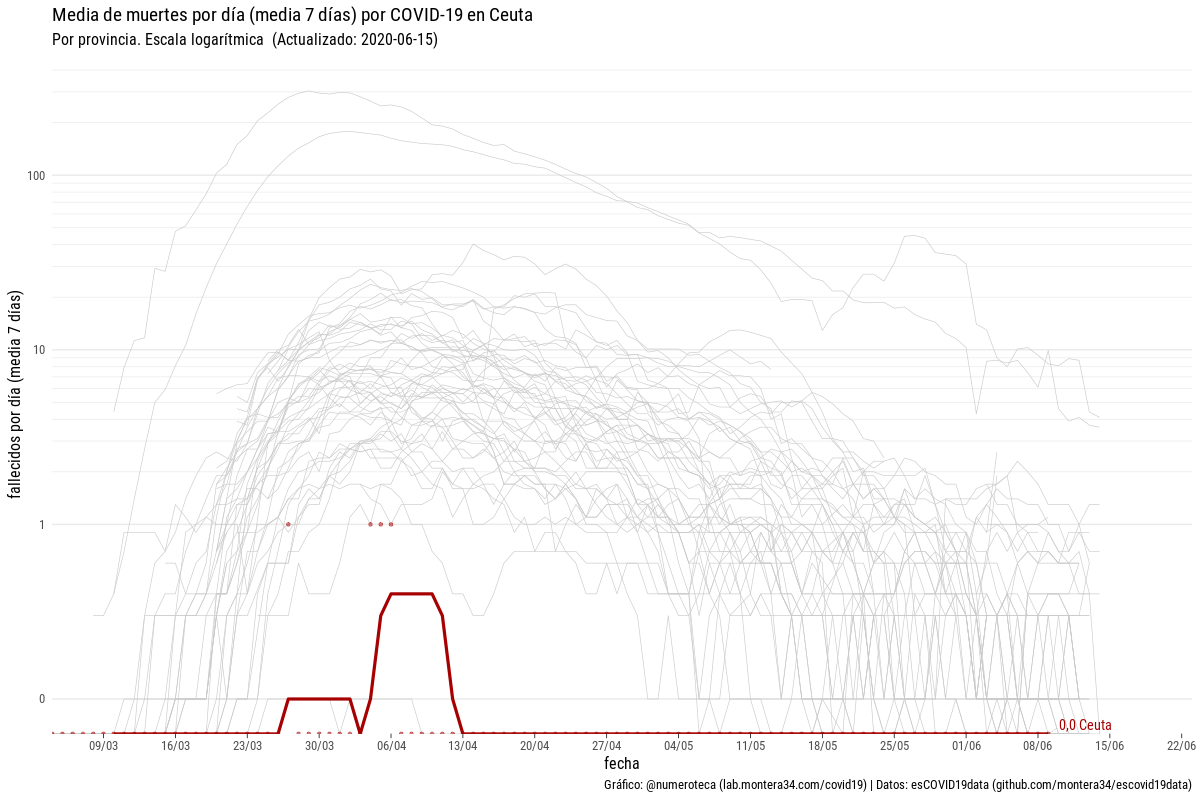 Media de muertes por día (media 7 días) por COVID-19 en Ceuta
Por provincia. Escala logarítmica  (Actualizado: 2020-06-15)
fallecidos por día (media 7 días)
100
10
1
0
0,0 Ceuta
09/03 16/03 23/03 30/03 06/04 13/04 20/04 27/04 04/05 11/05 18/05 25/05 01/06 08/06 15/06 22/06
fecha
Gráfico: @numeroteca (lab.montera34.com/covid19) | Datos: esCOVID19data (github.com/montera34/escovid19data)